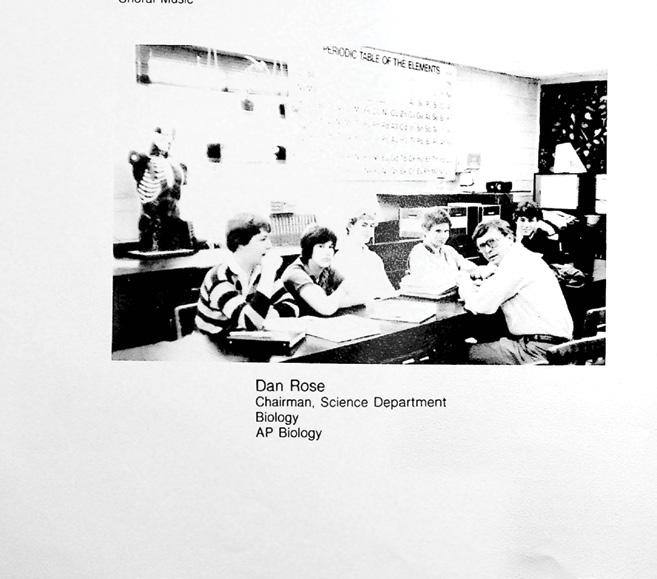 Choral Music
PERIODIC TABLE OF THE ELEMENTS
Dan Rose
Chairman, Science Department
Biology
AP Biology